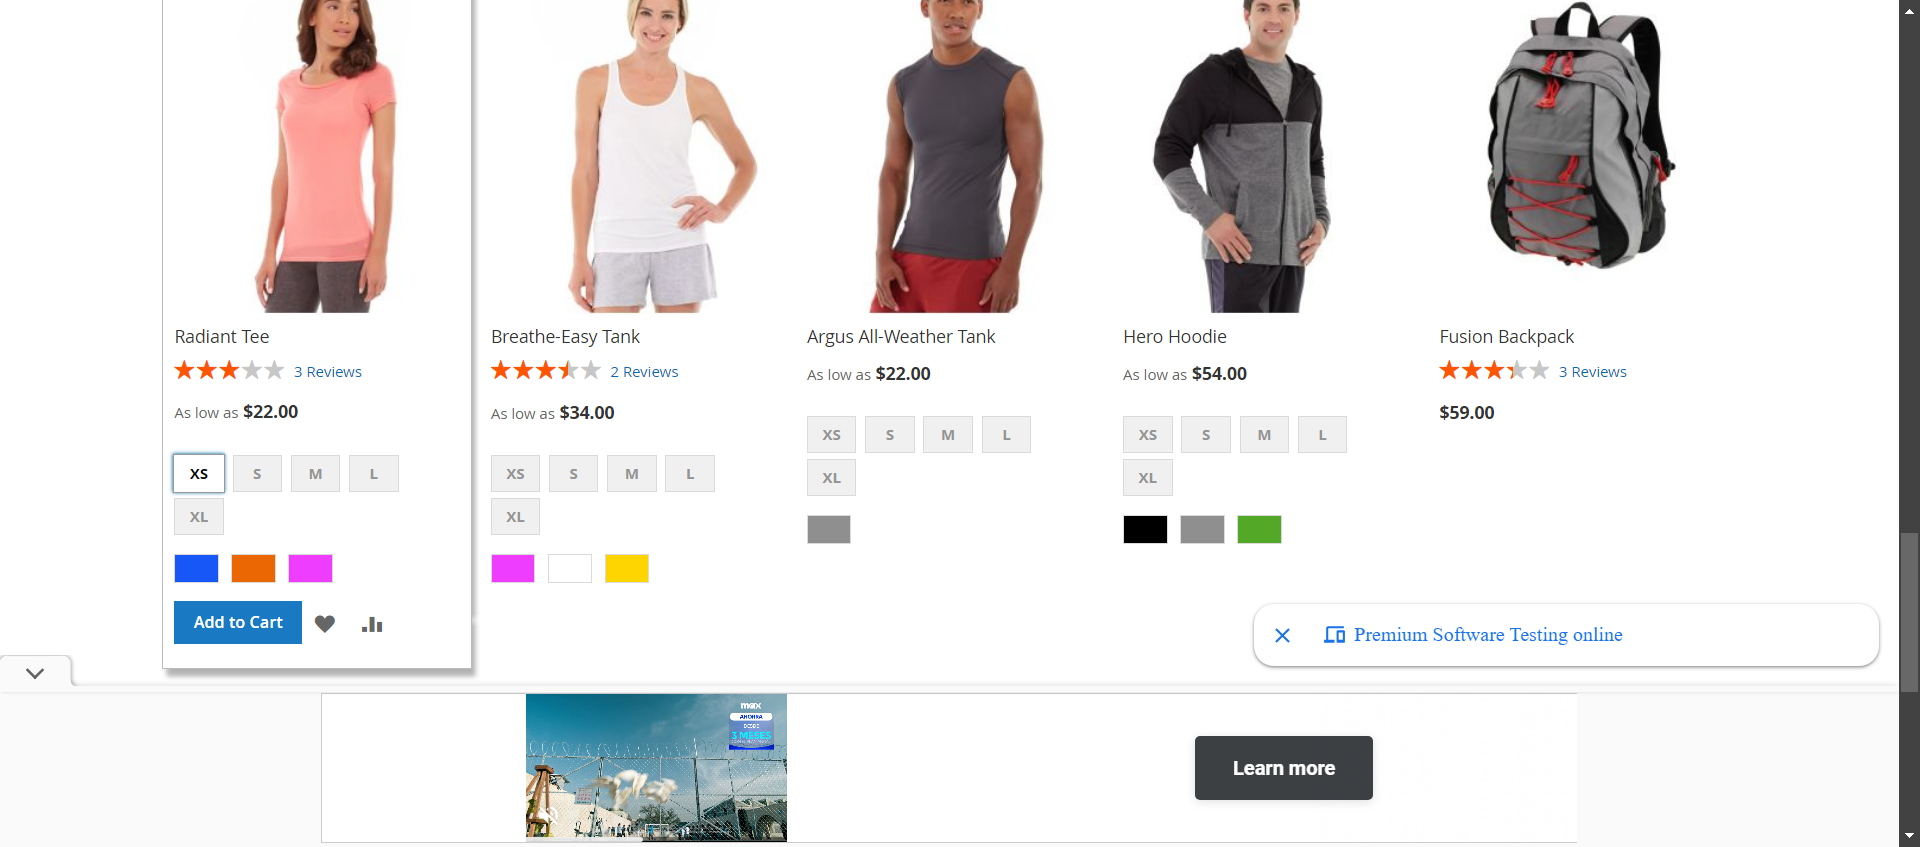 Radiant Tee
3 Reviews
As low as $22.00
XS S M L
XL
Add to Cart
Breathe-Easy Tank
2 Reviews
As low as $34.00
XS S M L
XL
Argus All-Weather Tank
As low as $22.00
XS S M L
XL
Hero Hoodie
As low as $54.00
XS S M L
XL
Fusion Backpack
3 Reviews
$59.00
Premium Software Testing online
max
AHORRA
DESDE
3 MESES
Learn more